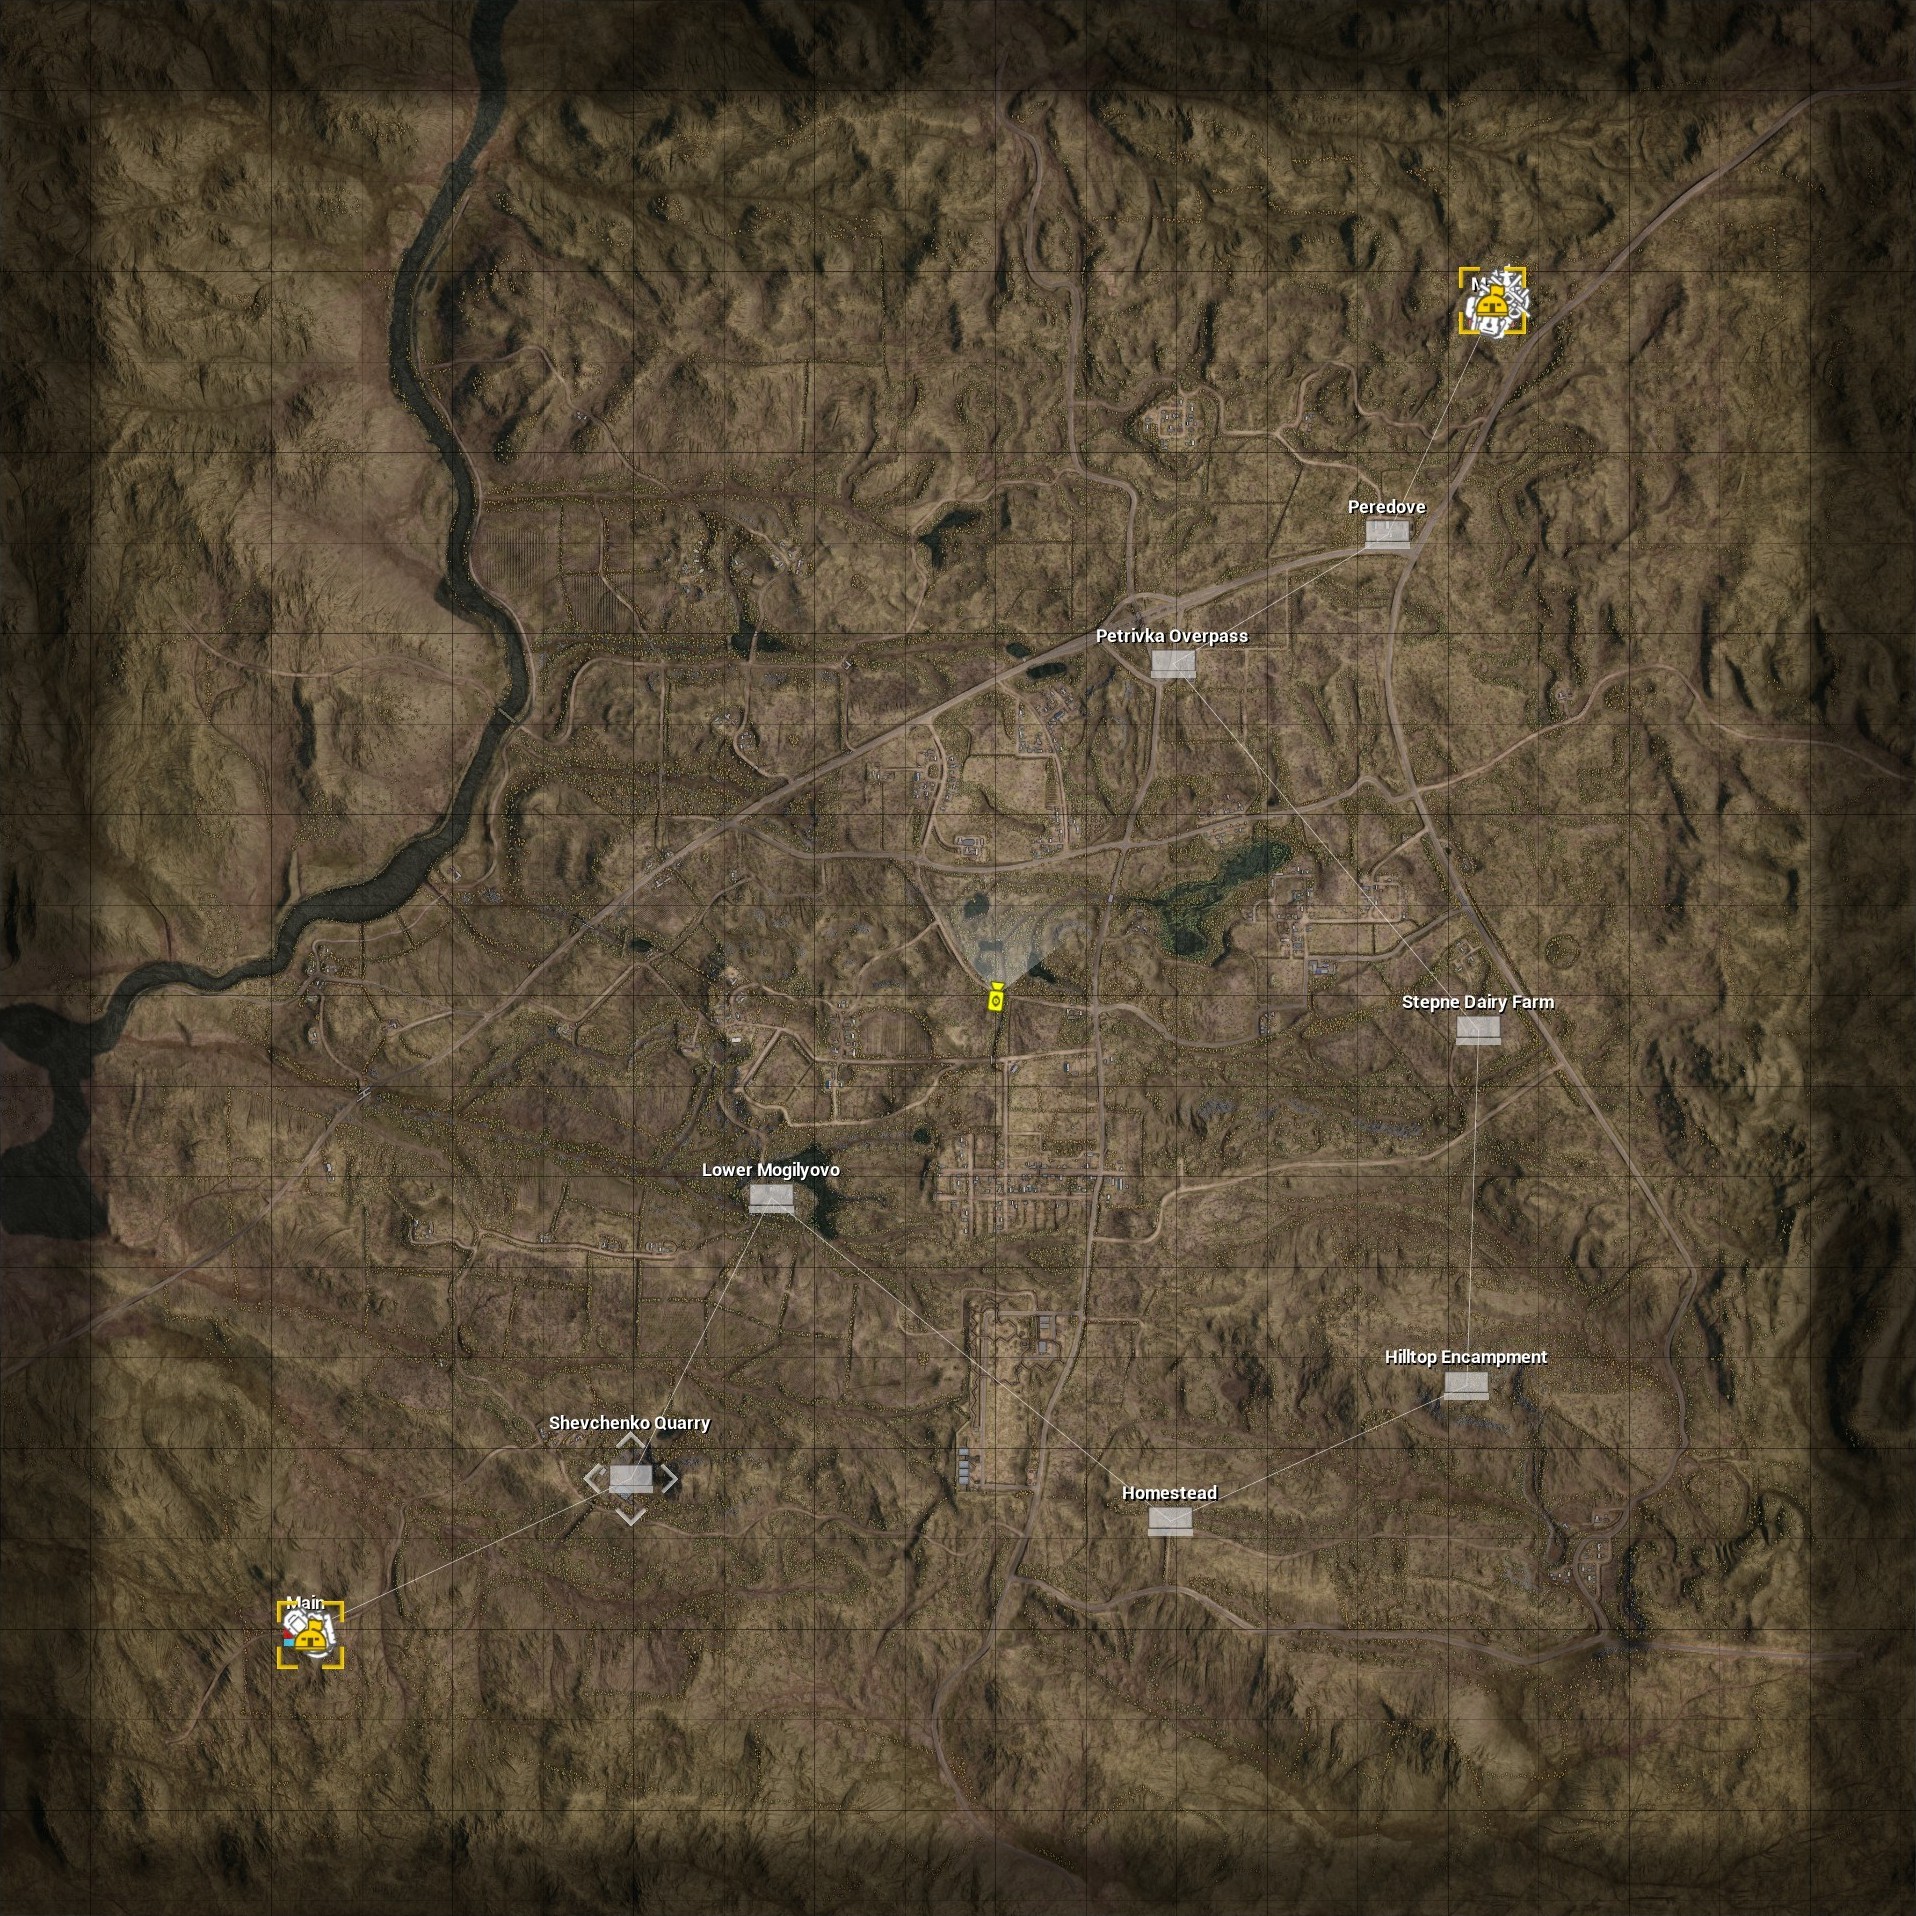 Peredove
Petrivka Overpass
Stepne Dairy Farm
Lower Mogilyovo
Hilltop Encampment
Shevchenko Quarry
Homestead
Main